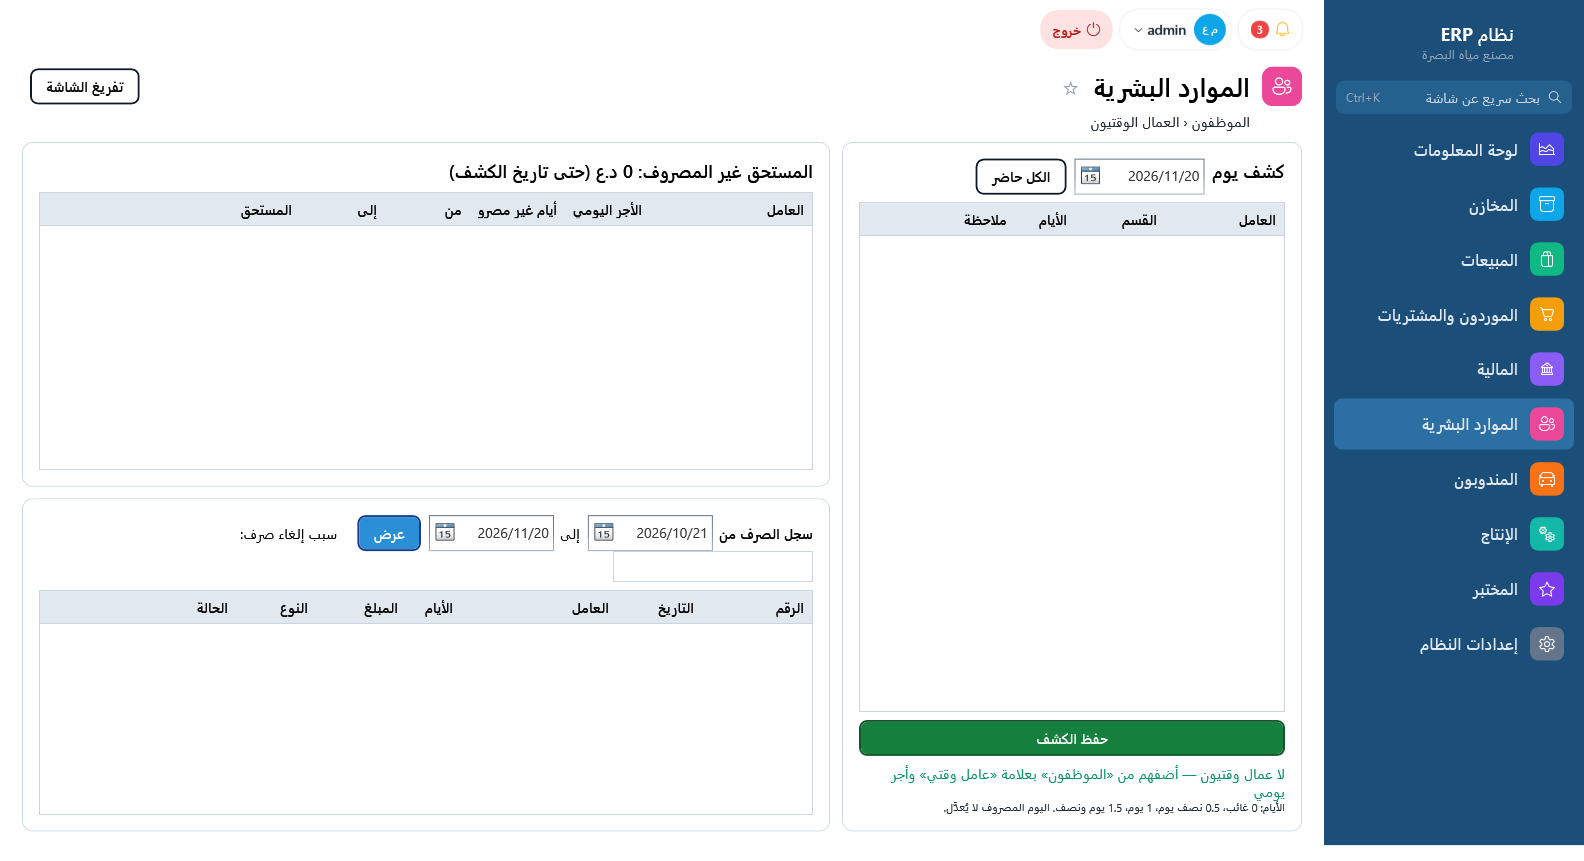 نظام ERP
مصنع مياه البصرة
بحث سريع عن شاشة
Ctrl+K
لوحة المعلومات
المخازن
المبيعات
الموردون والمشتريات
المالية
الموارد البشرية
المندوبون
الإنتاج
المختبر
إعدادات النظام
3
م ع
admin
خروج
الموارد البشرية
الموظفون › العمال الوقتيون
تفريغ الشاشة
كشف يوم
2026/11/20
15
الكل حاضر
العامل القسم الأيام ملاحظة
حفظ الكشف
لا عمال وقتيون — أضفهم من «الموظفون» بعلامة «عامل وقتي» وأجر
يومي
الأيام: 0 غائب، 0.5 نصف يوم، 1 يوم، 1.5 يوم ونصف. اليوم المصروف لا يُعدَّل.
المستحق غير المصروف: 0 د.ع (حتى تاريخ الكشف)
العامل الأجر اليومي أيام غير مصرو من إلى المستحق
سجل الصرف من 2026/10/21 15 إلى 2026/11/20 15 عرض سبب إلغاء صرف:
الرقم التاريخ العامل الأيام المبلغ النوع الحالة